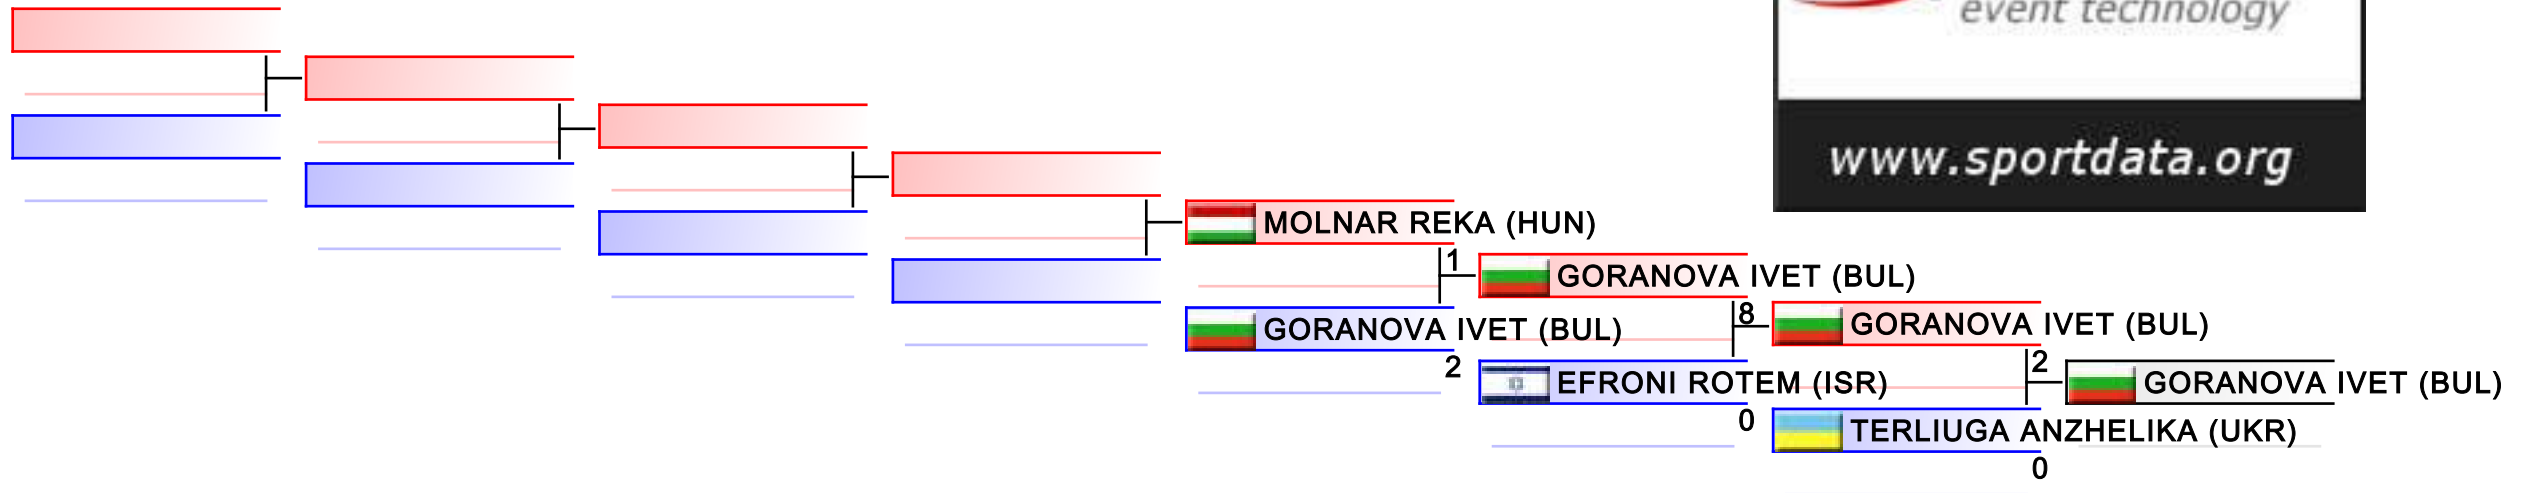 event technology
www.sportdata.org
MOLNAR REKA (HUN)
1
GORANOVA IVET (BUL)
GORANOVA IVET (BUL)
2
8
EFRONI ROTEM (ISR)
0
GORANOVA IVET (BUL)
2
TERLIUGA ANZHELIKA (UKR)
0
GORANOVA IVET (BUL)